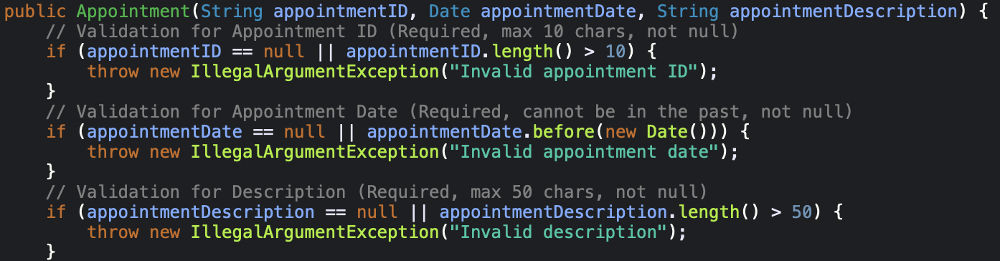 public Appointment(String appointmentID, Date appointmentDate, String appointmentDescription) {
    // Validation for Appointment ID (Required, max 10 chars, not null)
    if (appointmentID == null || appointmentID.length() > 10) {
        throw new IllegalArgumentException("Invalid appointment ID");
    }
    // Validation for Appointment Date (Required, cannot be in the past, not null)
    if (appointmentDate == null || appointmentDate.before(new Date())) {
        throw new IllegalArgumentException("Invalid appointment date");
    }
    // Validation for Description (Required, max 50 chars, not null)
    if (appointmentDescription == null || appointmentDescription.length() > 50) {
        throw new IllegalArgumentException("Invalid description");
    }